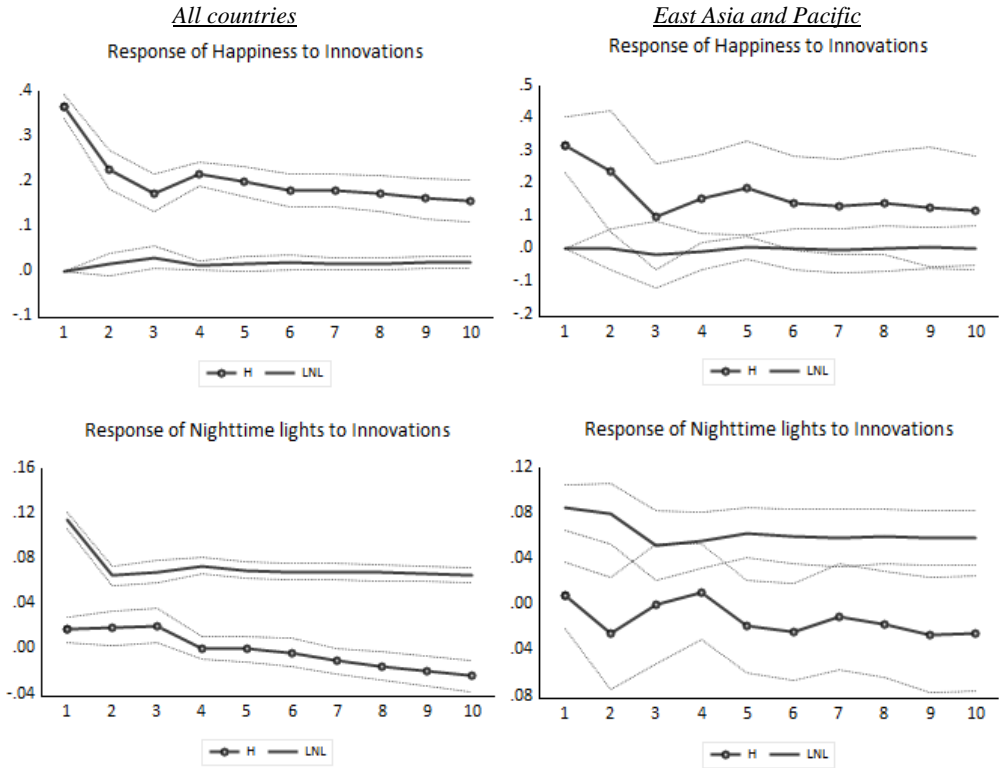 All countries
Response of Happiness to Innovations
.4
.3
.2
.1
.0
-.1
1 2 3 4 5 6 7 8 9 10
H LNL
East Asia and Pacific
Response of Happiness to Innovations
.5
.4
.3
.2
.1
.0
-.1
-.2
1 2 3 4 5 6 7 8 9 10
H LNL
Response of Nighttime lights to Innovations
.16
.12
.08
.04
.00
-.04
1 2 3 4 5 6 7 8 9 10
H LNL
Response of Nighttime lights to Innovations
.12
.08
.04
.00
.04
.08
1 2 3 4 5 6 7 8 9 10
H LNL